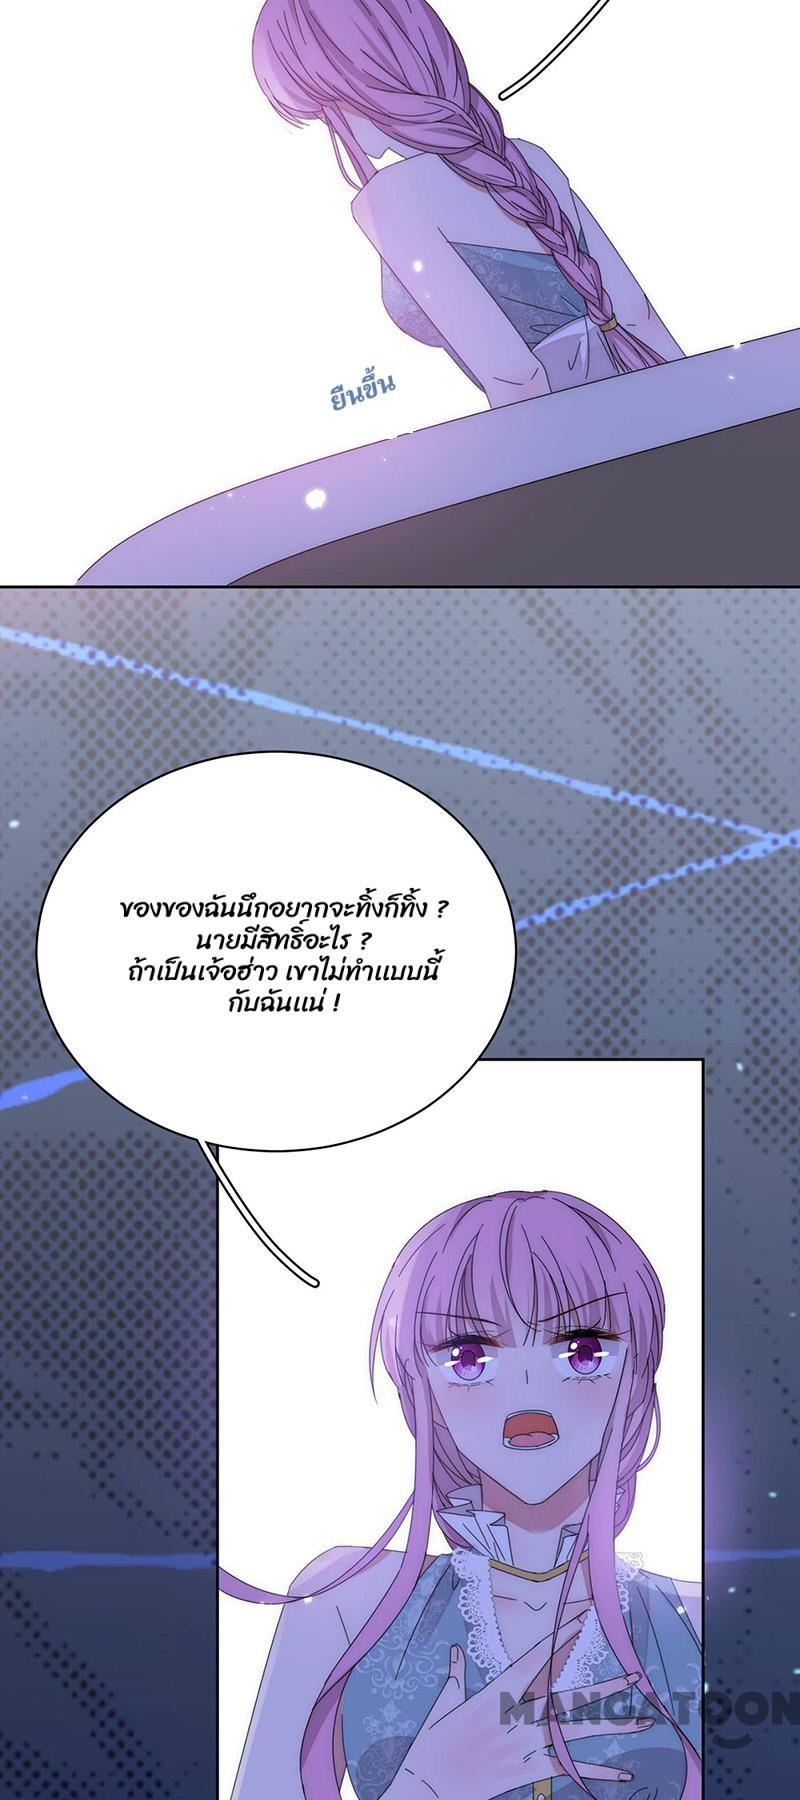 ยืนขึ้น
ของของฉันนึกอยากจะทิ้งก็ทิ้ง ?
นายมีสิทธิ์อะไร ?
ถ้าเป็นเจ้อฮ่าว เขาไม่ทำแบบนี้
กับฉันแน่ !
MANGATOON